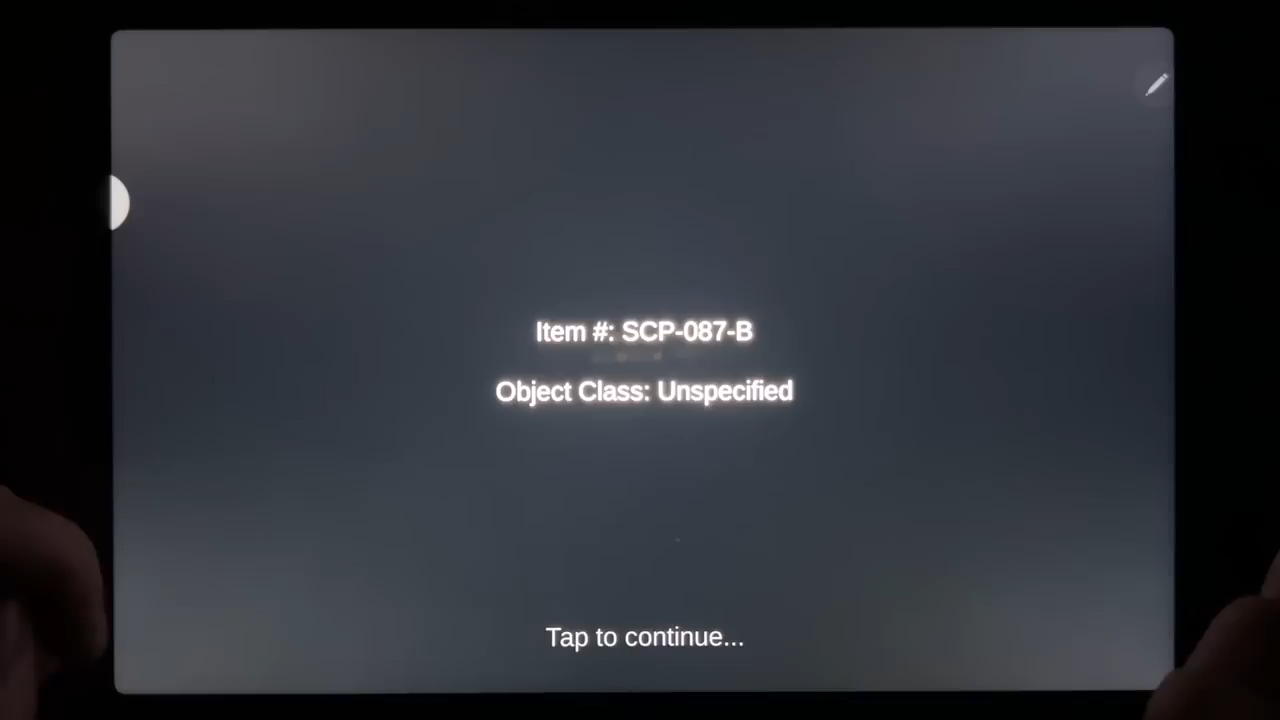 Item #: SCP-087-B
Object Class: Unspecified
Tap to continue...